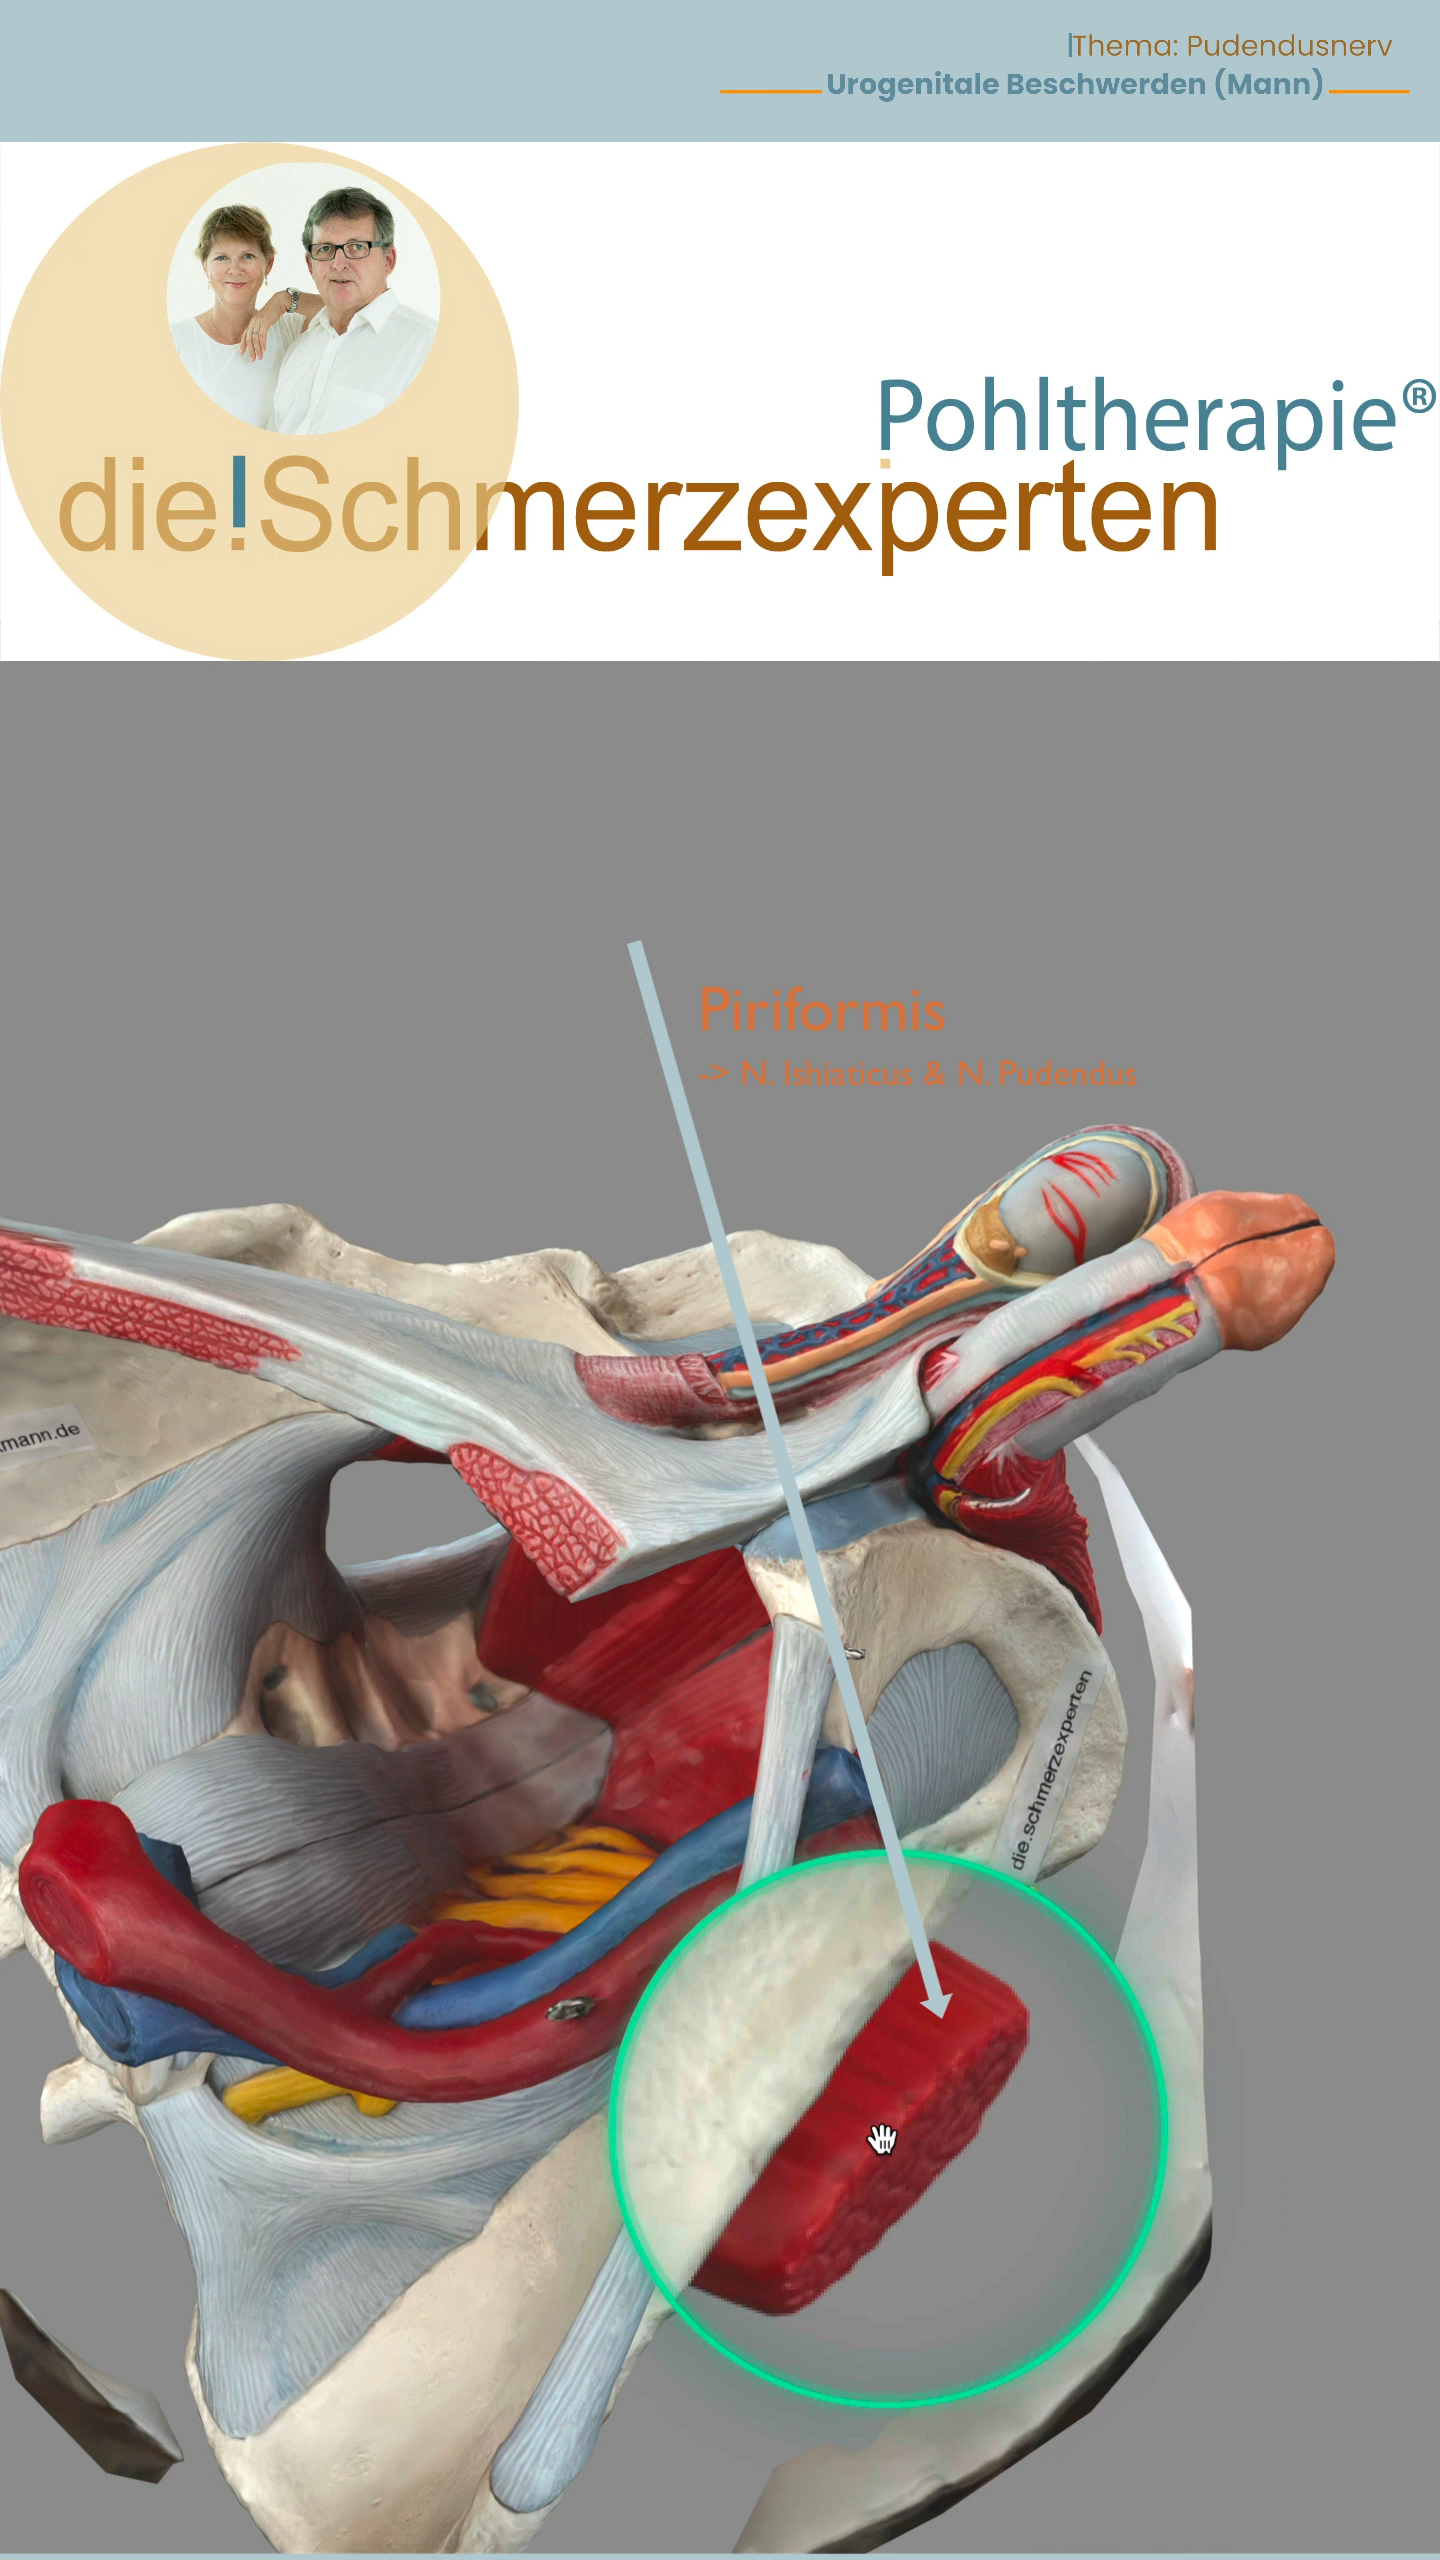 Thema: Pudendusnerv
Urogenitale Beschwerden (Mann)
Pohltherapie®
die!Schmerzexperten
Piriformis
-> N. Ishiaticus & N. Pudendus
mann.de
die.schmerzexperten